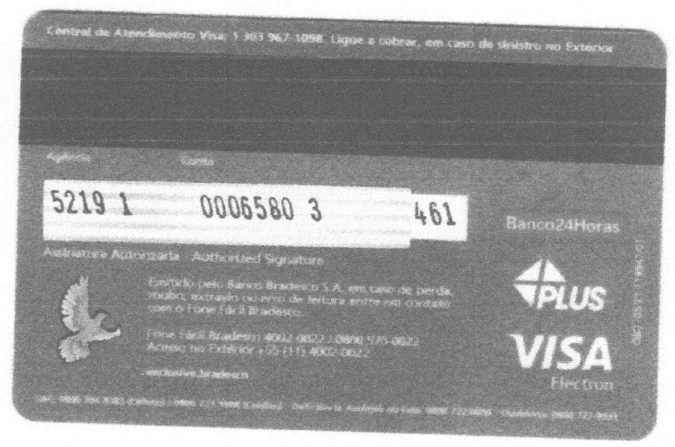 Central de Atendimento Visa: 1 303 967-1098. Ligue a cobrar, em caso de sinistro no Exterior
Agência Conta
5219 1 0006580 3 461
Banco24Horas
Assinatura Autorizada - Authorized Signature
Emitido pelo Banco Bradesco S.A. em caso de perda,
roubo, extravio ou erro de leitura entre em contato
com o Fone Fácil Bradesco.
PLUS
Fone Fácil Bradesco 4002-0022 / 0800 570-0022
Acesso no Exterior +55 (11) 4002-0022
VISA
Electron
exclusive.bradesco